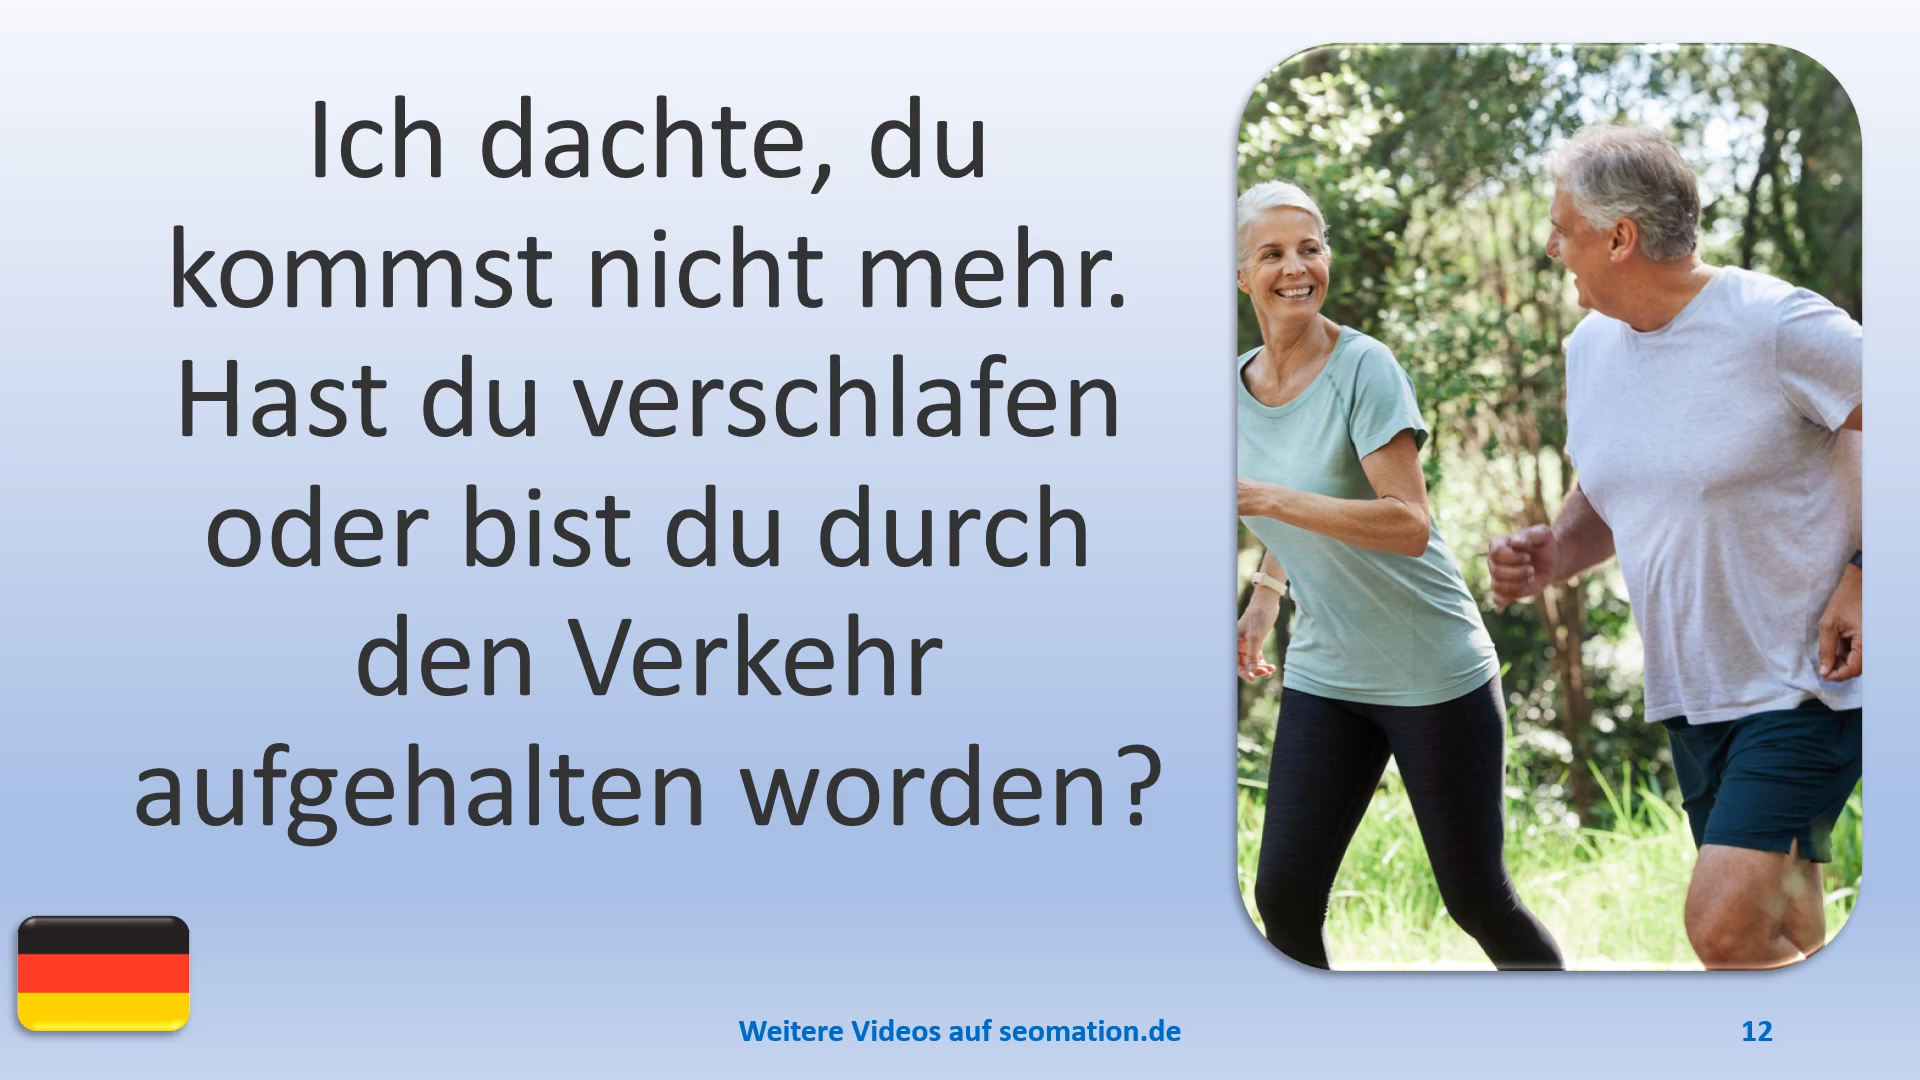 Ich dachte, du
kommst nicht mehr.
Hast du verschlafen
oder bist du durch
den Verkehr
aufgehalten worden?
Weitere Videos auf seomation.de
12